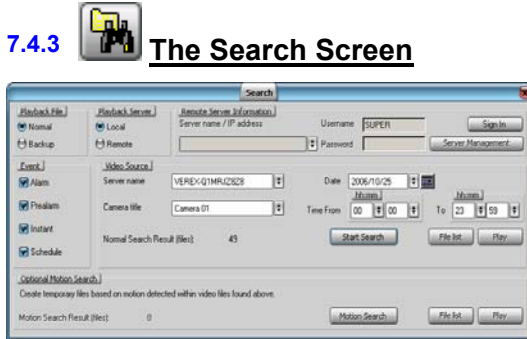 7.4.3 The Search Screen
Search
Playback File Playback Server Remote Server Information
Normal Local Server name / IP address Username SUPER Sign In
Backup Remote Password Server Management
Event Video Source
Alarm Server name VEREX-Q1MRJZ6Z8 Date 2006/10/25
hh:mm hh:mm
Prealarm Camera title Camera 01 Time From 00 00 To 23 59
Instant Normal Search Result (files): 49 Start Search File list Play
Schedule
Optional Motion Search
Create temporary files based on motion detected within video files found above.
Motion Search Result (files): 0 Motion Search File list Play